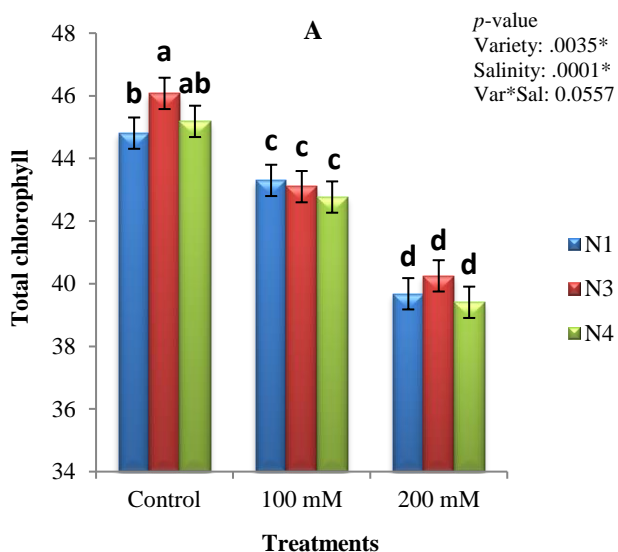 A
p-value
Variety: .0035*
Salinity: .0001*
Var*Sal: 0.0557
Total chlorophyll
48
46
44
42
40
38
36
34
b
a
ab
c
c
c
d
d
d
N1
N3
N4
Control
100 mM
200 mM
Treatments